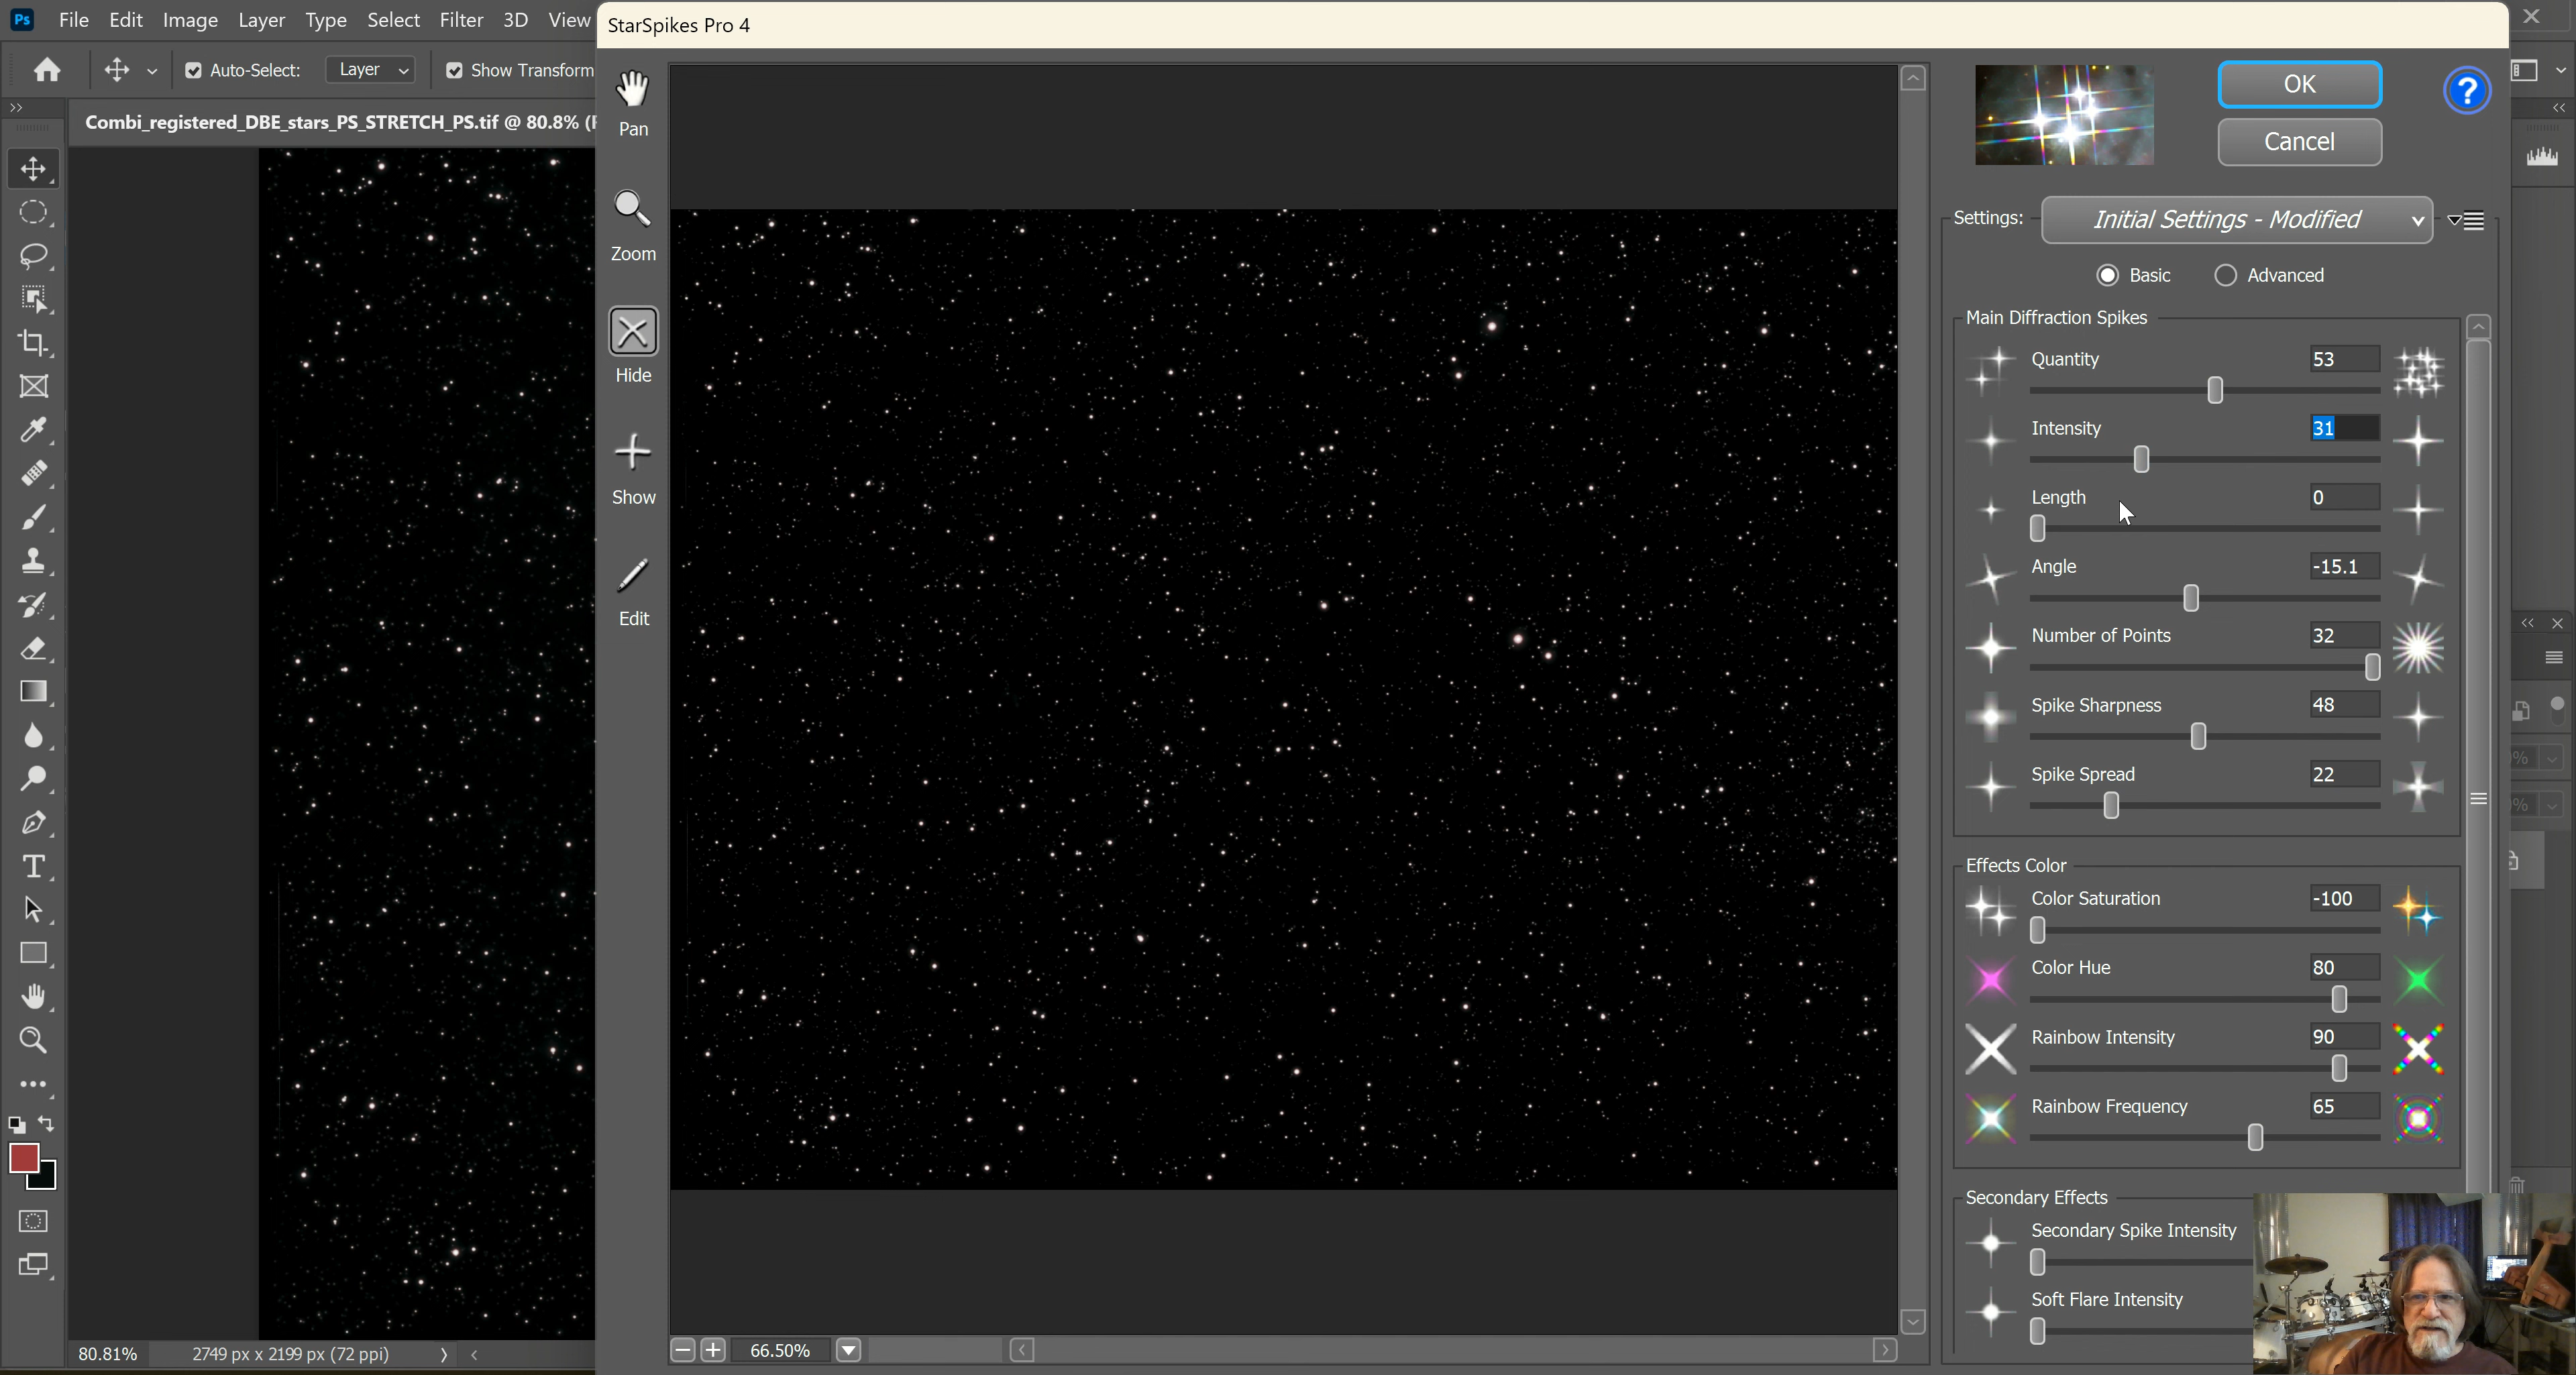 Ps File Edit Image Layer Type Select Filter 3D View
StarSpikes Pro 4
Auto-Select: Layer Show Transform
Combi_registered_DBE_stars_PS_STRETCH_PS.tif @ 80.8% (
Pan
Zoom
Hide
Show
Edit
OK
Cancel
?
Settings: Initial Settings - Modified
Basic Advanced
Main Diffraction Spikes
Quantity 53
Intensity 31
Length 0
Angle -15.1
Number of Points 32
Spike Sharpness 48
Spike Spread 22
Effects Color
Color Saturation -100
Color Hue 80
Rainbow Intensity 90
Rainbow Frequency 65
Secondary Effects
Secondary Spike Intensity
Soft Flare Intensity
80.81% 2749 px x 2199 px (72 ppi)
66.50%